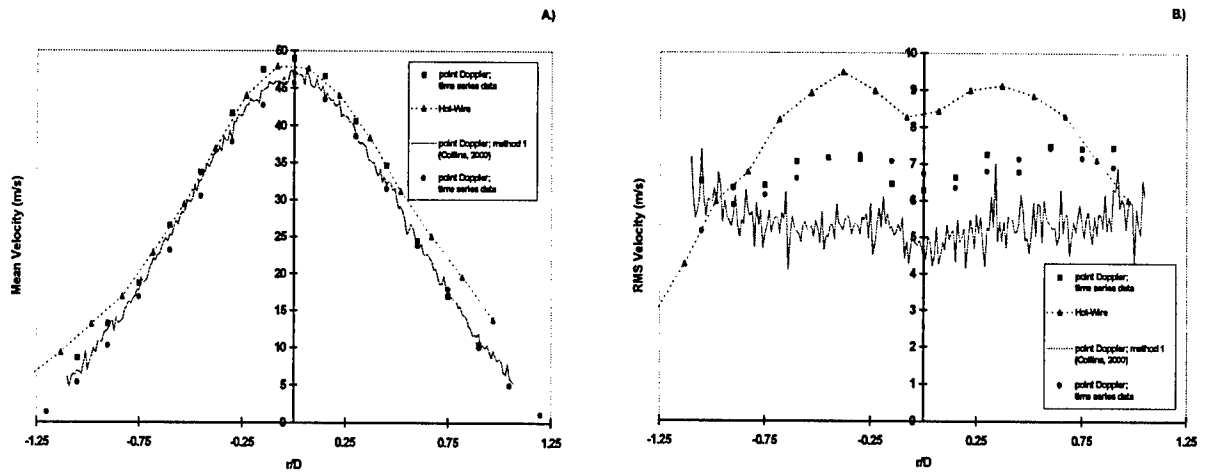 A.)
60
55
50
45
40
35
30
25
20
15
10
5
0
Mean Velocity (m/s)
-1.25
-0.75
-0.25
0.25
0.75
1.25
r/D
point Doppler;
time series data
Hot-Wire
point Doppler; method 1
(Collins, 2000)
point Doppler;
time series data
B.)
10
9
8
7
6
5
4
3
2
1
0
RMS Velocity (m/s)
-1.25
-0.75
-0.25
0.25
0.75
1.25
r/D
point Doppler;
time series data
Hot-Wire
point Doppler; method 1
(Collins, 2000)
point Doppler;
time series data